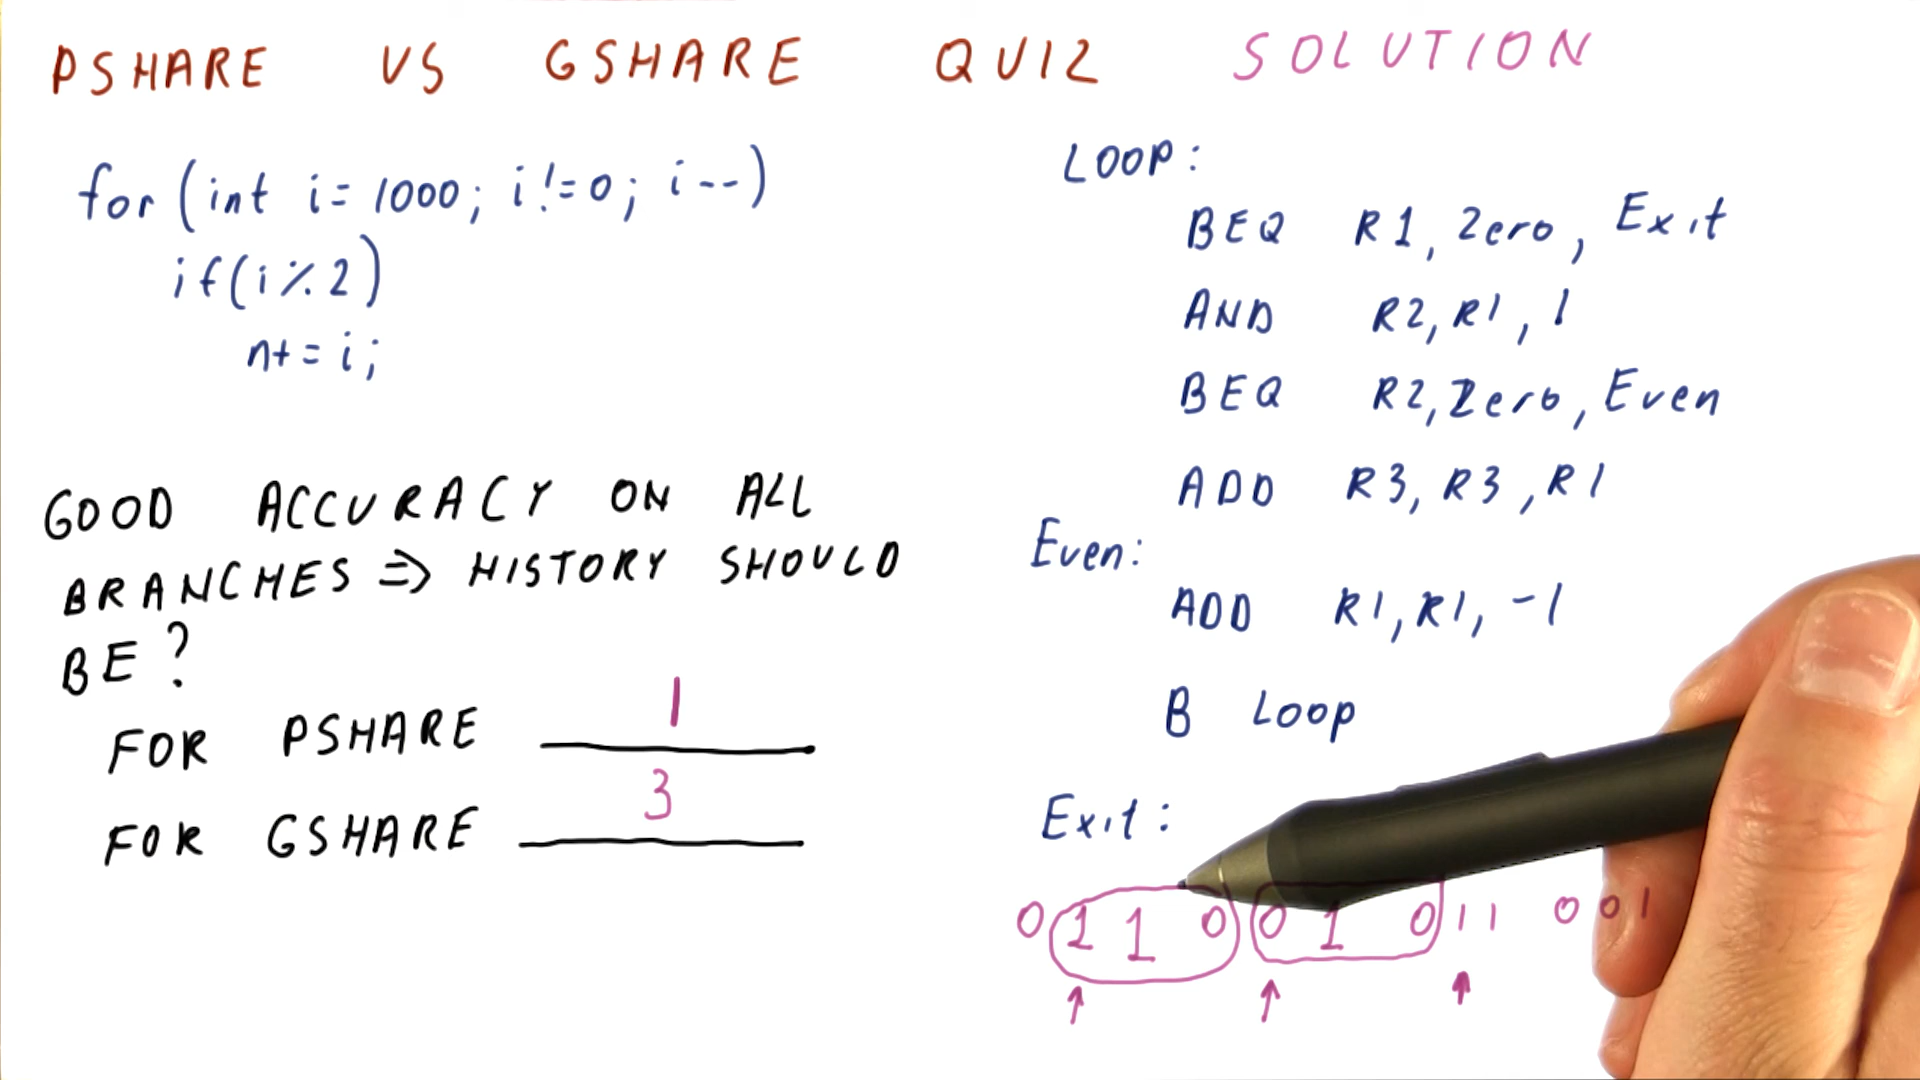 PSHARE VS GSHARE QUIZ SOLUTION
for (int i= 1000; i!=0; i--)
if(i%2)
n+= i;
GOOD ACCURACY ON ALL
BRANCHES => HISTORY SHOULD
BE?
FOR PSHARE 1
FOR GSHARE 3
LOOP:
BEQ R1, Zero, Exit
AND R2, R1, 1
BEQ R2, Zero, Even
ADD R3, R3, R1
Even:
ADD R1, R1, -1
B Loop
Exit:
0 1 1 0 0 1 0 1 1 0 0 1